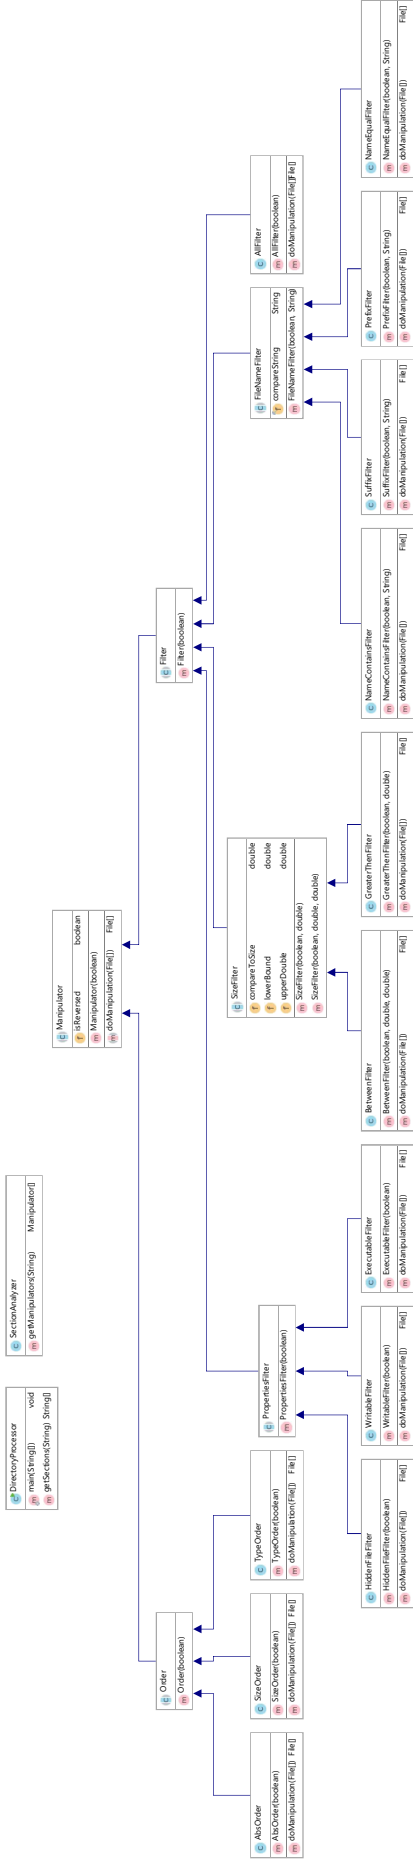 DirectoryProcessor
main(String[]) void
getSections(String) String[]
SectionAnalyzer
getManipulators(String) Manipulator[]
Manipulator
isReversed boolean
Manipulator(boolean)
doManipulation(File[]) File[]
Order
Order(boolean)
Filter
Filter(boolean)
AbsOrder
AbsOrder(boolean)
doManipulation(File[]) File[]
SizeOrder
SizeOrder(boolean)
doManipulation(File[]) File[]
TypeOrder
TypeOrder(boolean)
doManipulation(File[]) File[]
PropertiesFilter
PropertiesFilter(boolean)
SizeFilter
compareToSize double
lowerBound double
upperDouble double
SizeFilter(boolean, double)
SizeFilter(boolean, double, double)
FileNameFilter
compareString String
FileNameFilter(boolean, String)
AllFilter
AllFilter(boolean)
doManipulation(File[]) File[]
HiddenFileFilter
HiddenFileFilter(boolean)
doManipulation(File[]) File[]
WritableFilter
WritableFilter(boolean)
doManipulation(File[]) File[]
ExecutableFilter
ExecutableFilter(boolean)
doManipulation(File[]) File[]
BetweenFilter
BetweenFilter(boolean, double, double)
doManipulation(File[]) File[]
GreaterThenFilter
GreaterThenFilter(boolean, double)
doManipulation(File[]) File[]
NameContainsFilter
NameContainsFilter(boolean, String)
doManipulation(File[]) File[]
SuffixFilter
SuffixFilter(boolean, String)
doManipulation(File[]) File[]
PrefixFilter
PrefixFilter(boolean, String)
doManipulation(File[]) File[]
NameEqualFilter
NameEqualFilter(boolean, String)
doManipulation(File[]) File[]